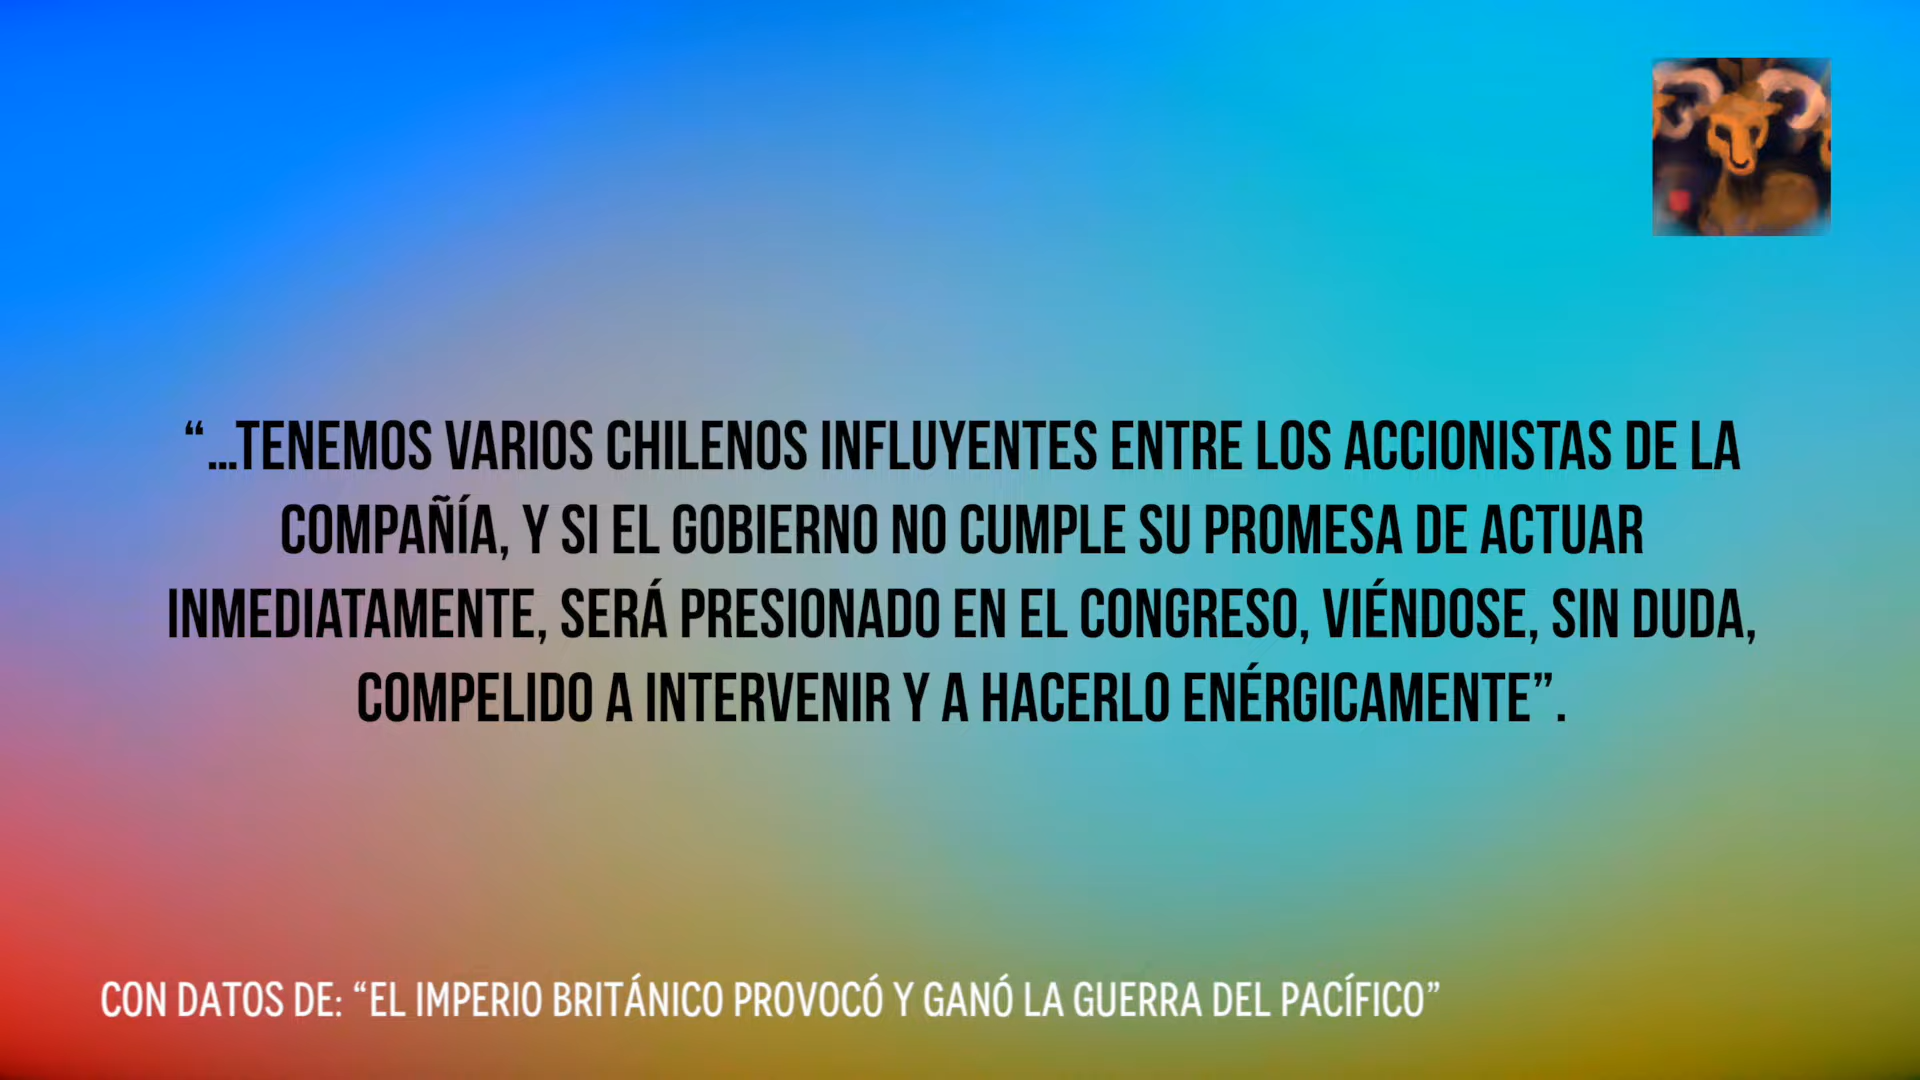 “...TENEMOS VARIOS CHILENOS INFLUYENTES ENTRE LOS ACCIONISTAS DE LA
COMPAÑÍA, Y SI EL GOBIERNO NO CUMPLE SU PROMESA DE ACTUAR
INMEDIATAMENTE, SERÁ PRESIONADO EN EL CONGRESO, VIÉNDOSE, SIN DUDA,
COMPELIDO A INTERVENIR Y A HACERLO ENÉRGICAMENTE”.
CON DATOS DE: “EL IMPERIO BRITÁNICO PROVOCÓ Y GANÓ LA GUERRA DEL PACÍFICO”